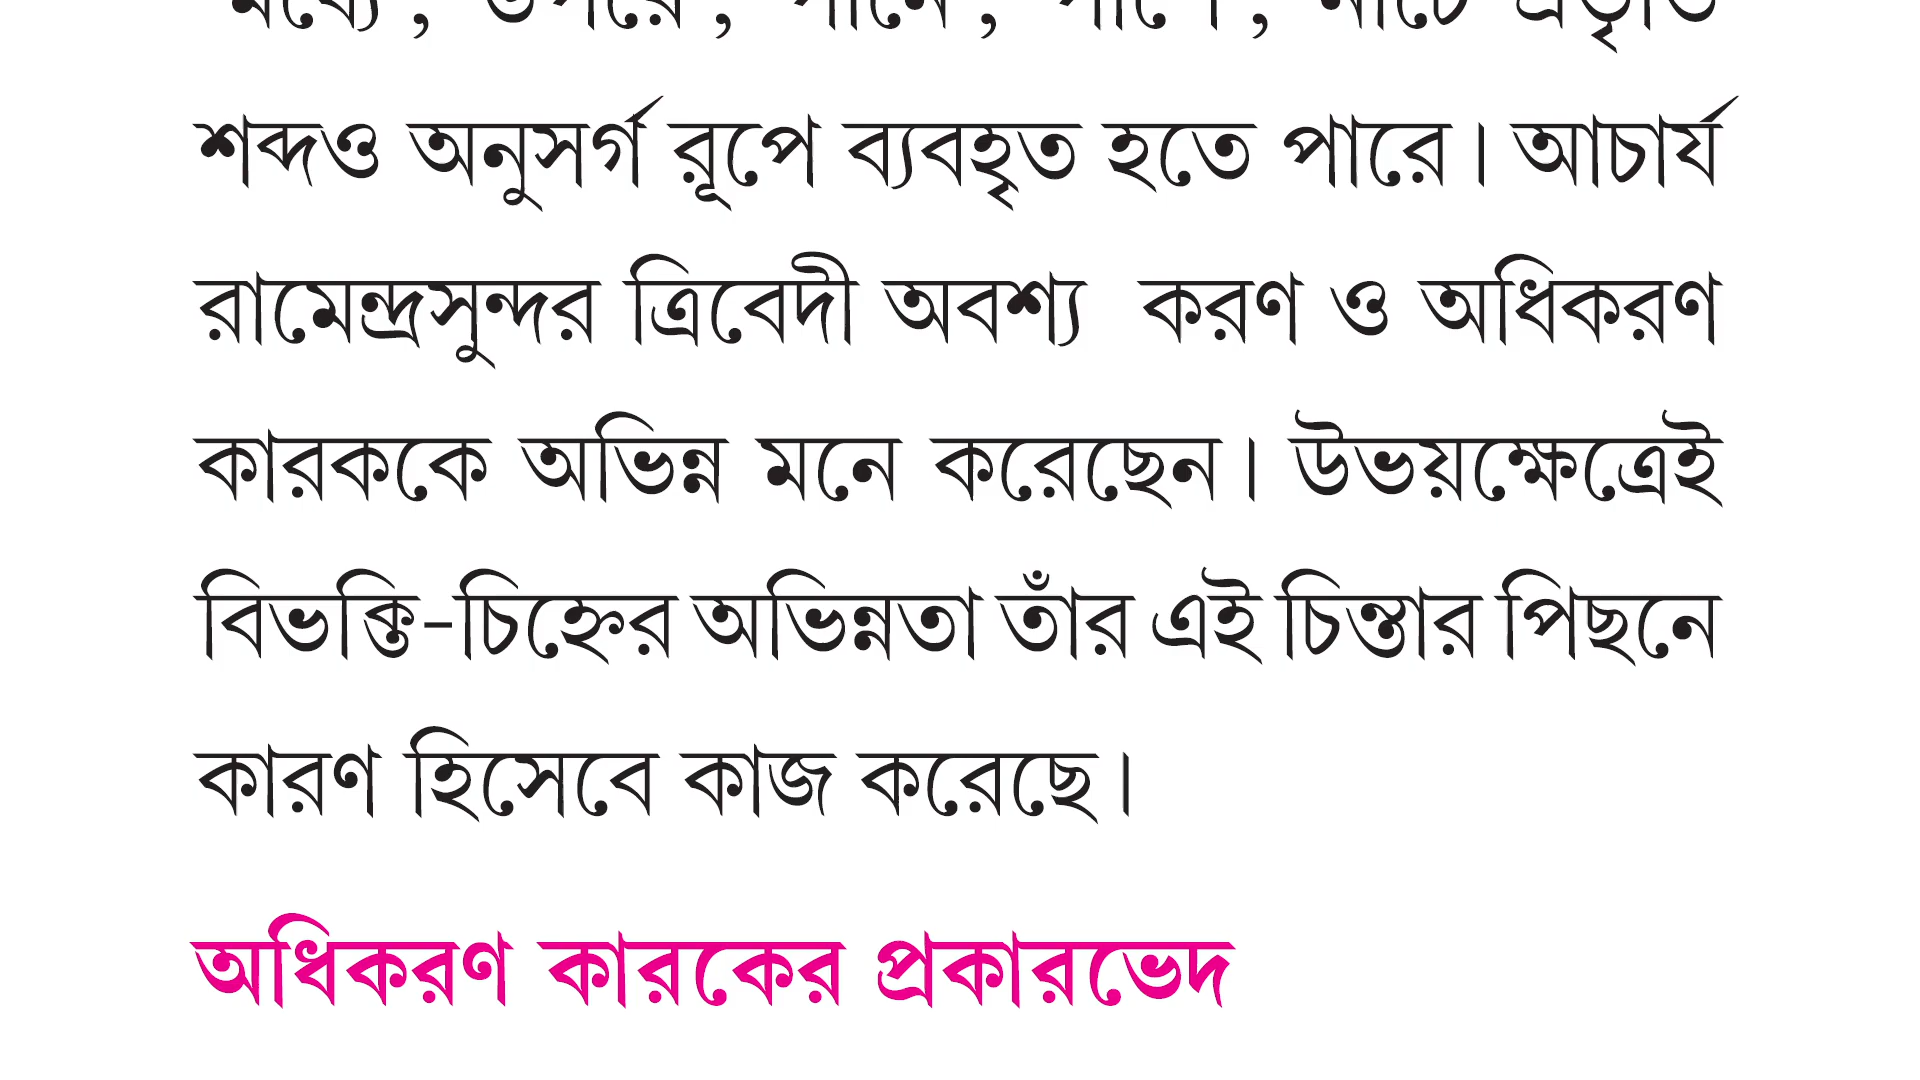 শব্দও অনুসর্গ রূপে ব্যবহৃত হতে পারে। আচার্য
রামেন্দ্রসুন্দর ত্রিবেদী অবশ্য করণ ও অধিকরণ
কারককে অভিন্ন মনে করেছেন। উভয়ক্ষেত্রেই
বিভক্তি-চিহ্নের অভিন্নতা তাঁর এই চিন্তার পিছনে
কারণ হিসেবে কাজ করেছে।
অধিকরণ কারকের প্রকারভেদ